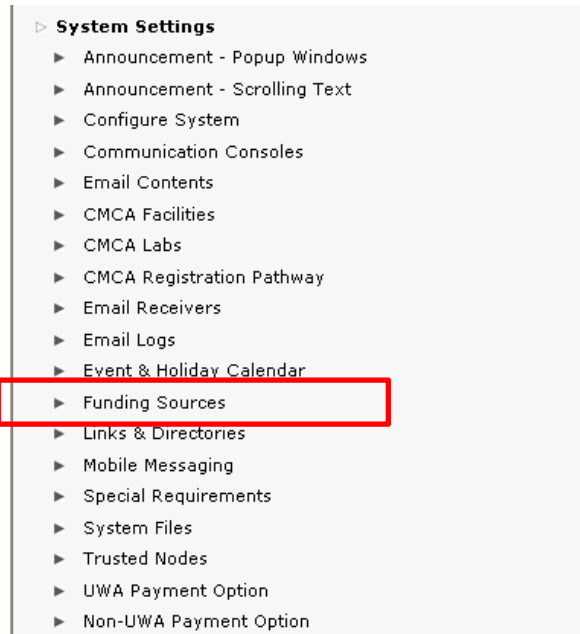 System Settings
Announcement - Popup Windows
Announcement - Scrolling Text
Configure System
Communication Consoles
Email Contents
CMCA Facilities
CMCA Labs
CMCA Registration Pathway
Email Receivers
Email Logs
Event & Holiday Calendar
Funding Sources
Links & Directories
Mobile Messaging
Special Requirements
System Files
Trusted Nodes
UWA Payment Option
Non-UWA Payment Option